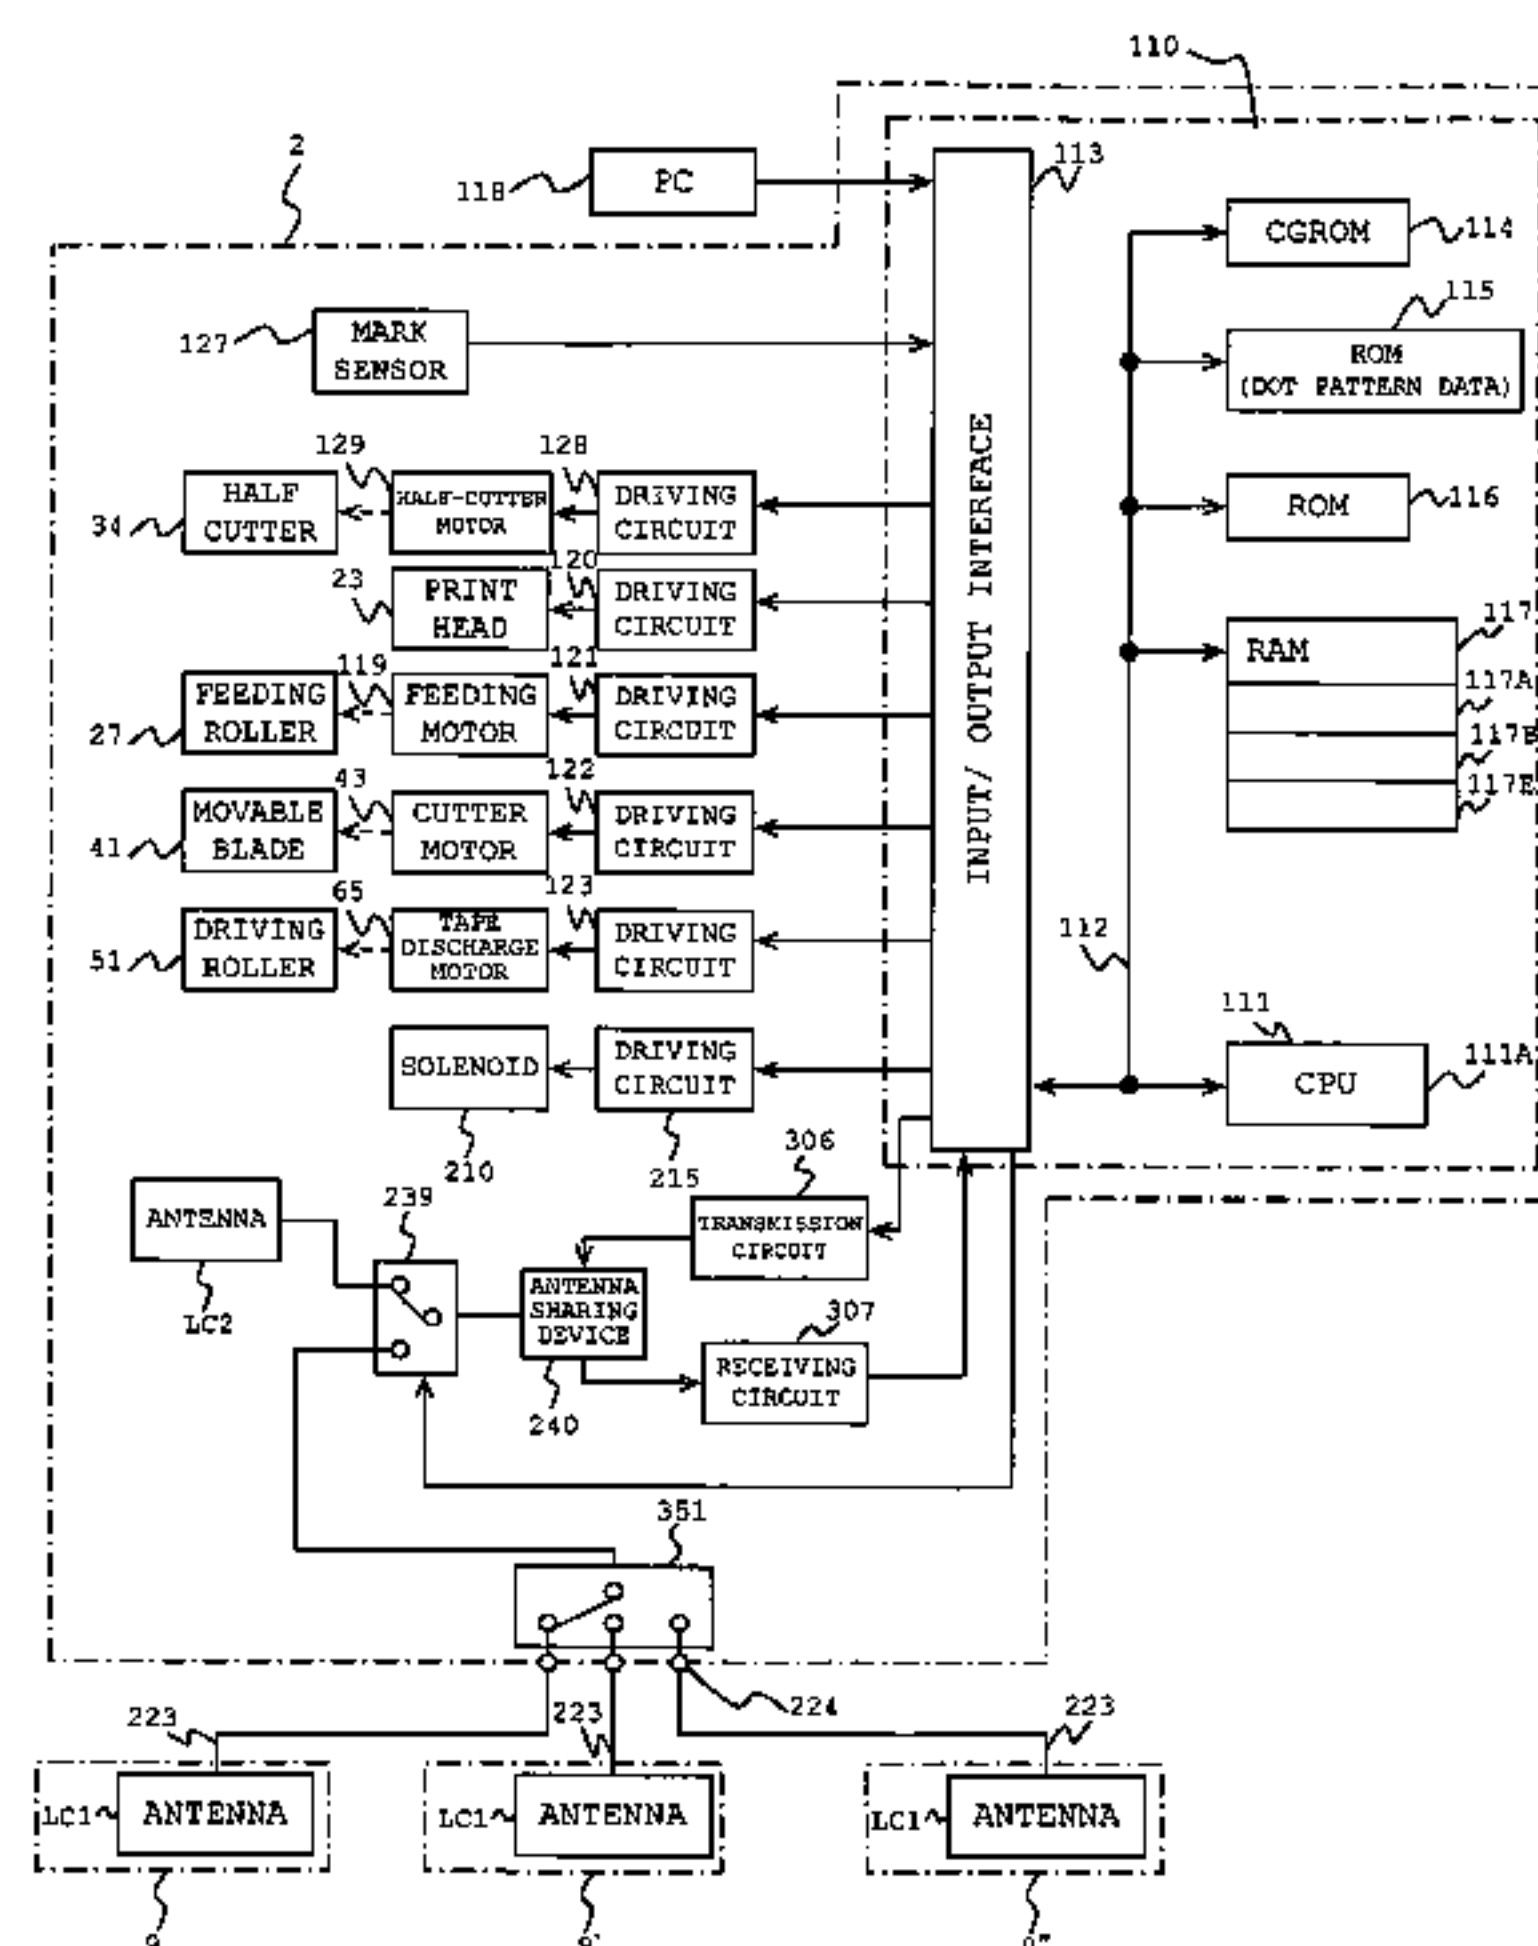 110
2
118
PC
113
CGROM
114
127
MARK
SENSOR
115
ROM
(DOT PATTERN DATA)
129
128
34
HALF
CUTTER
HALF-CUTTER
MOTOR
DRIVING
CIRCUIT
ROM
116
INPUT/ OUTPUT INTERFACE
23
PRINT
HEAD
120
DRIVING
CIRCUIT
RAM
117
117A
117B
117E
27
FEEDING
ROLLER
119
FEEDING
MOTOR
121
DRIVING
CIRCUIT
41
MOVABLE
BLADE
43
CUTTER
MOTOR
122
DRIVING
CIRCUIT
51
DRIVING
ROLLER
65
TAPE
DISCHARGE
MOTOR
123
DRIVING
CIRCUIT
112
111
CPU
111A
SOLENOID
210
DRIVING
CIRCUIT
215
306
TRANSMISSION
CIRCUIT
ANTENNA
LC2
239
ANTENNA
SHARING
DEVICE
240
307
RECEIVING
CIRCUIT
351
224
223
223
223
LC1
ANTENNA
LC1
ANTENNA
LC1
ANTENNA